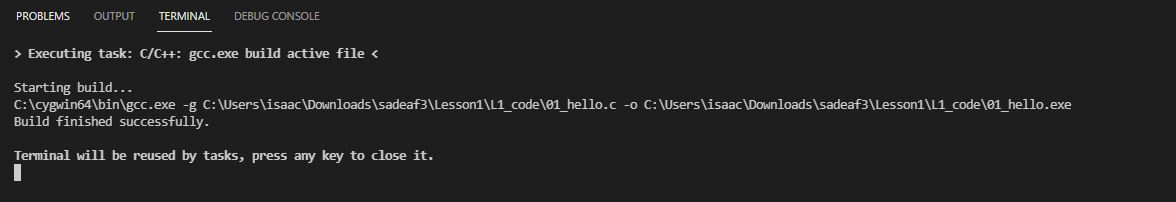 PROBLEMS OUTPUT TERMINAL DEBUG CONSOLE
> Executing task: C/C++: gcc.exe build active file <
Starting build...
C:\cygwin64\bin\gcc.exe -g C:\Users\isaac\Downloads\sadeaf3\Lesson1\L1_code\01_hello.c -o C:\Users\isaac\Downloads\sadeaf3\Lesson1\L1_code\01_hello.exe
Build finished successfully.
Terminal will be reused by tasks, press any key to close it.